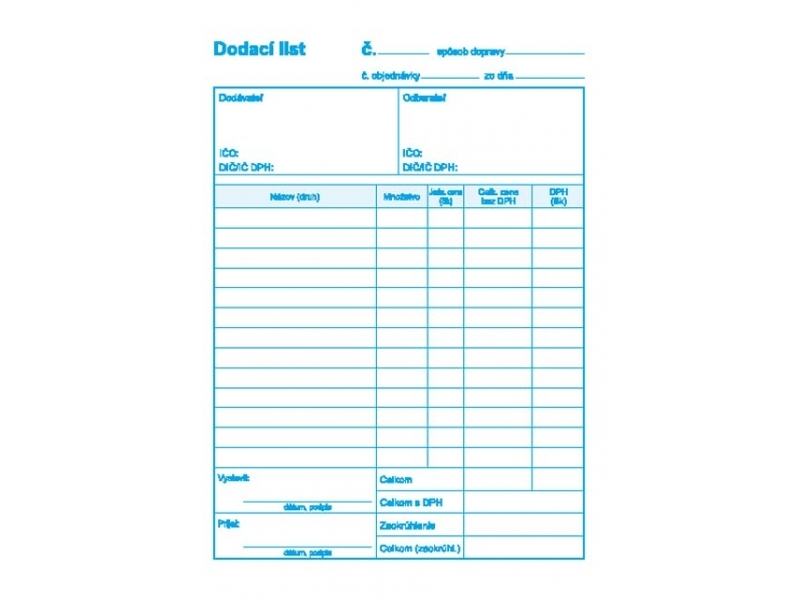 Dodací list č. spôsob dopravy
č. objednávky zo dňa
Dodávateľ Odberateľ
IČO: IČO:
DIČ/IČ DPH: DIČ/IČ DPH:
Názov (druh) Množstvo Jedn. cena (Sk) Celk. cena bez DPH DPH (Sk)
Vystavil: Celkom
dátum, podpis
Celkom s DPH
Prijal: Zaokrúhlenie
dátum, podpis
Celkom (zaokrúhl.)